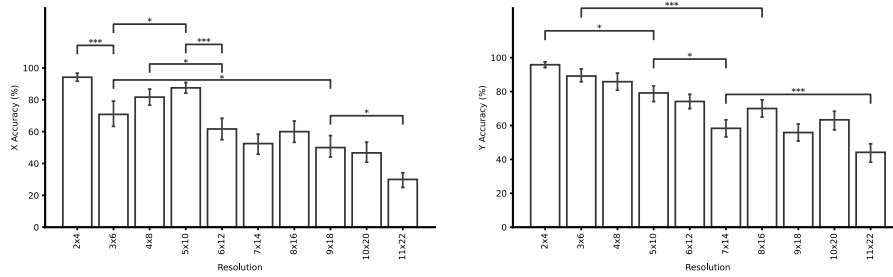 *
***
***
*
*
*
X Accuracy (%)
100
80
60
40
20
0
2x4
3x6
4x8
5x10
6x12
7x14
8x16
9x18
10x20
11x22
Resolution
***
*
*
***
Y Accuracy (%)
100
80
60
40
20
0
2x4
3x6
4x8
5x10
6x12
7x14
8x16
9x18
10x20
11x22
Resolution